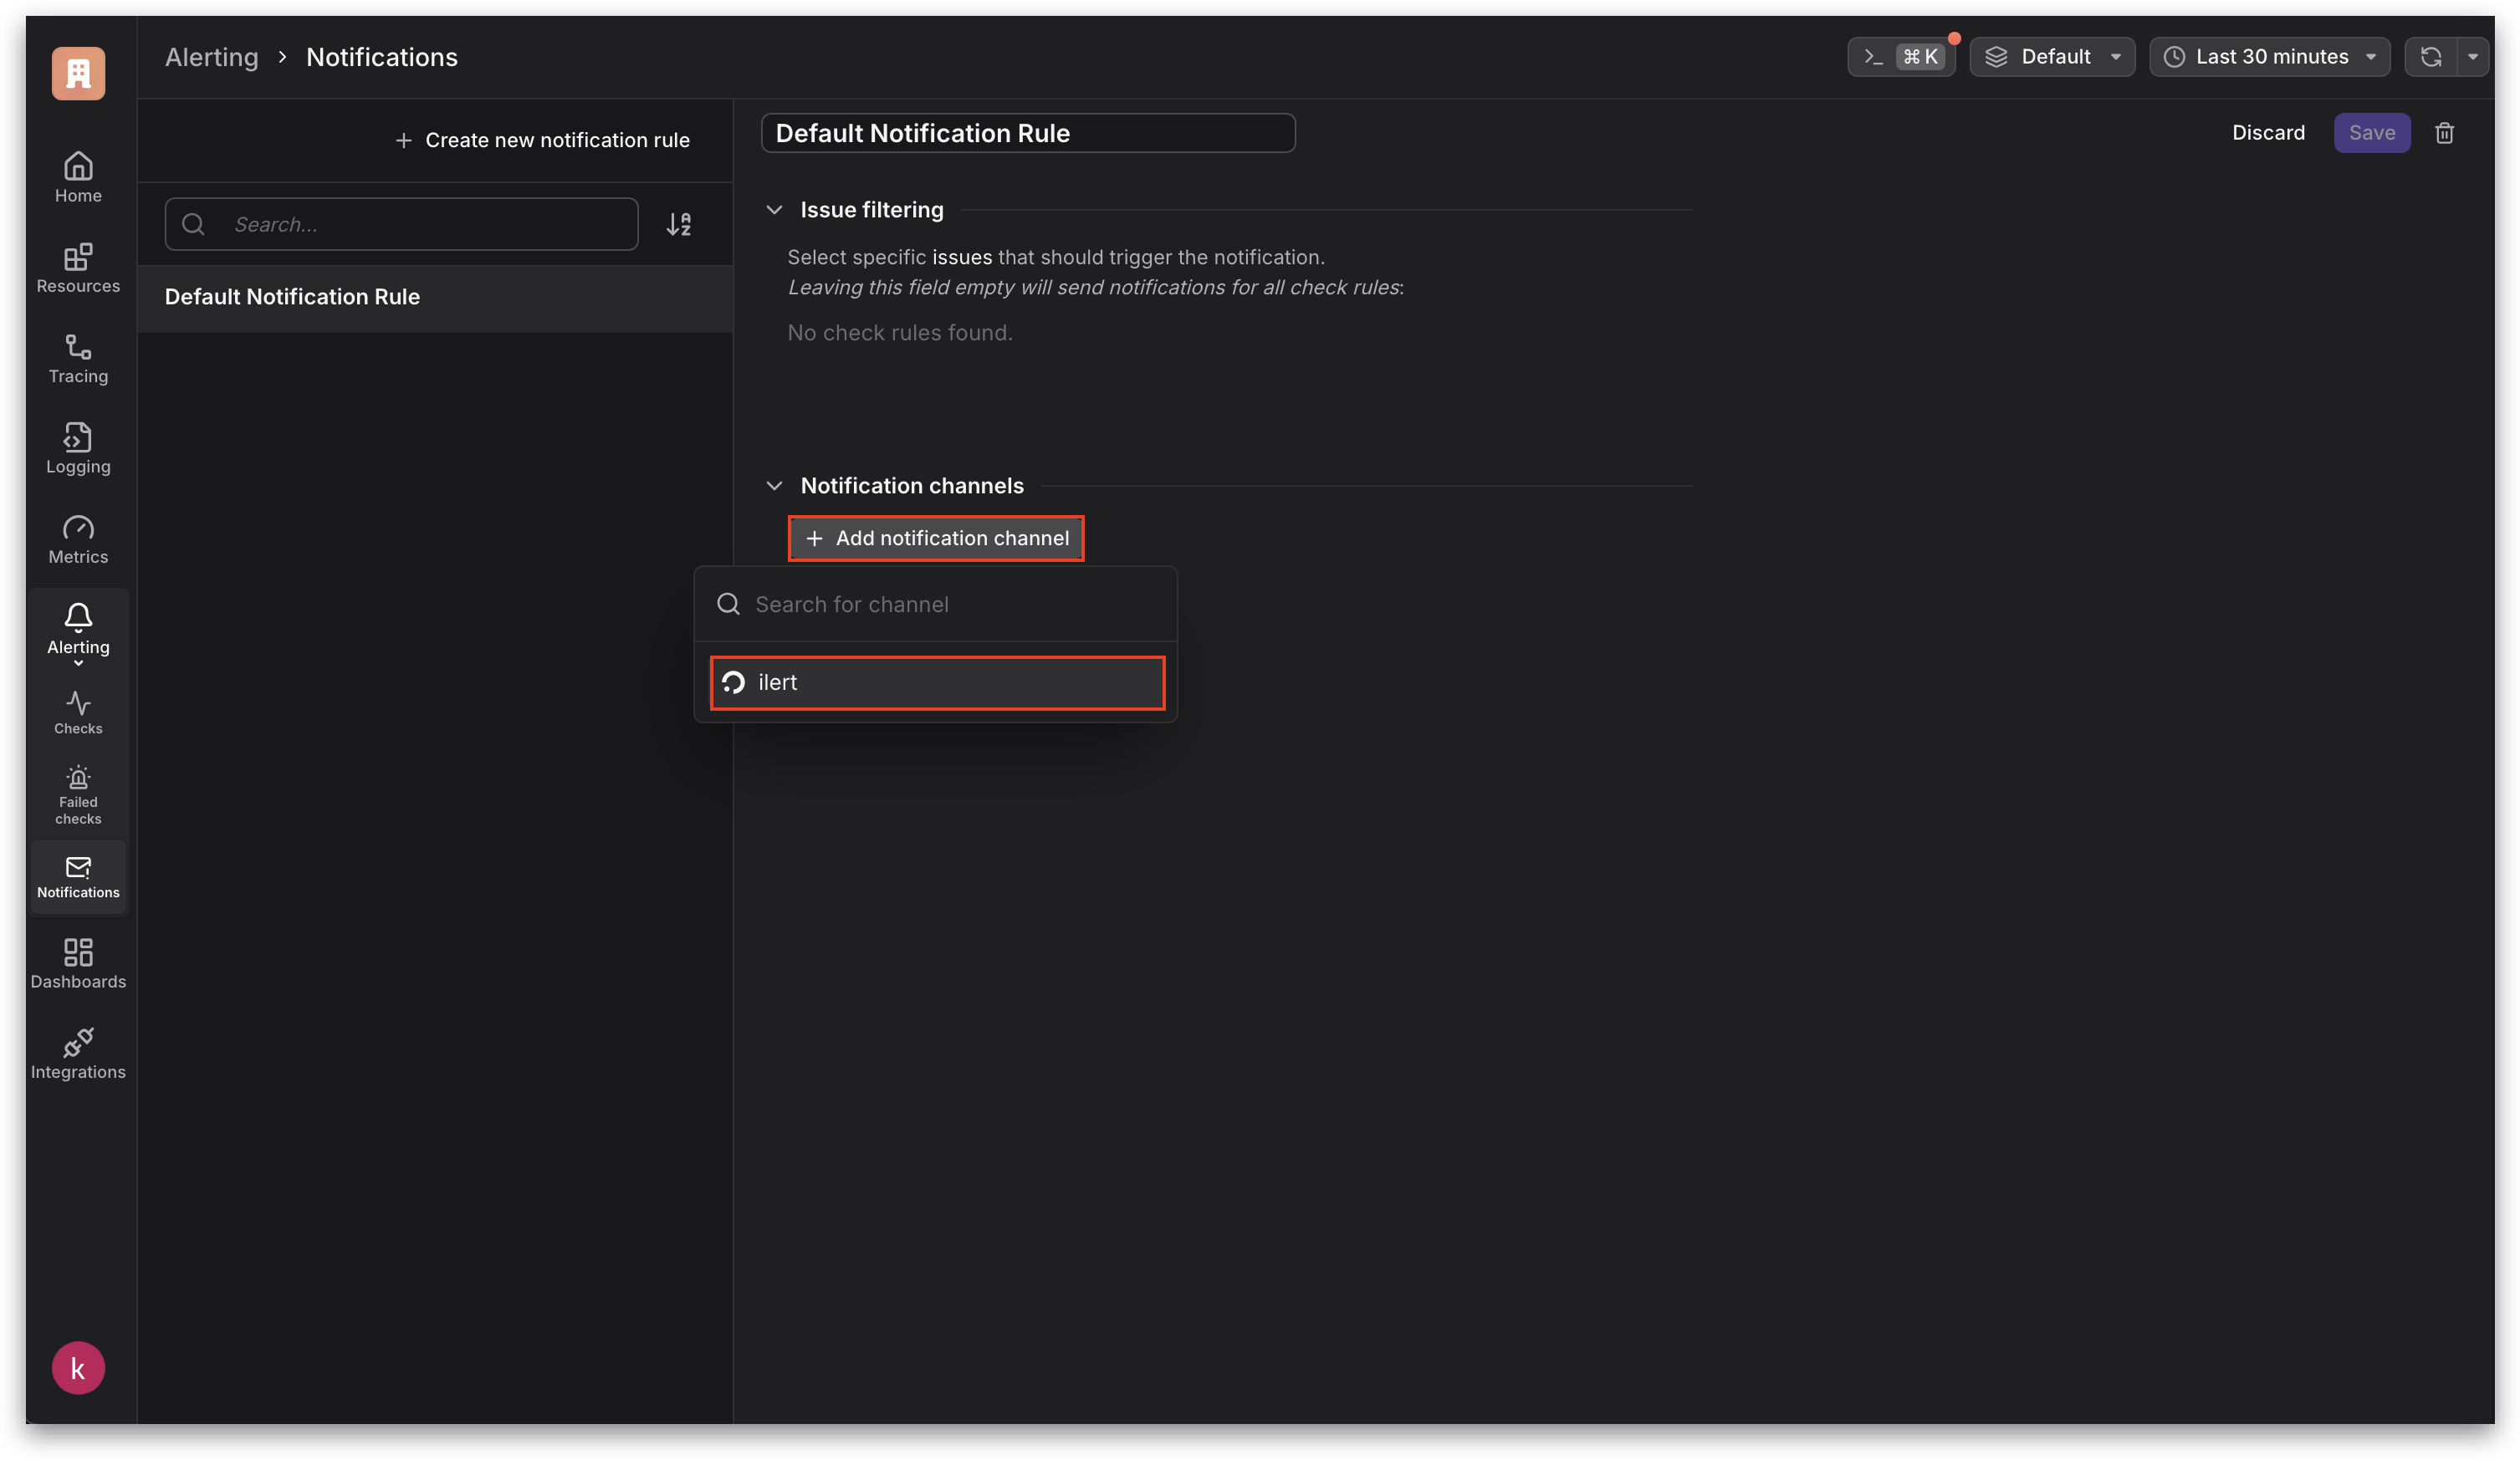 Alerting > Notifications
⌘ K
Default
Last 30 minutes
Home
Resources
Tracing
Logging
Metrics
Alerting
Checks
Failed
checks
Notifications
Dashboards
Integrations
k
+ Create new notification rule
Search...
Default Notification Rule
Default Notification Rule
Discard
Save
Issue filtering
Select specific issues that should trigger the notification.
Leaving this field empty will send notifications for all check rules:
No check rules found.
Notification channels
+ Add notification channel
Search for channel
ilert